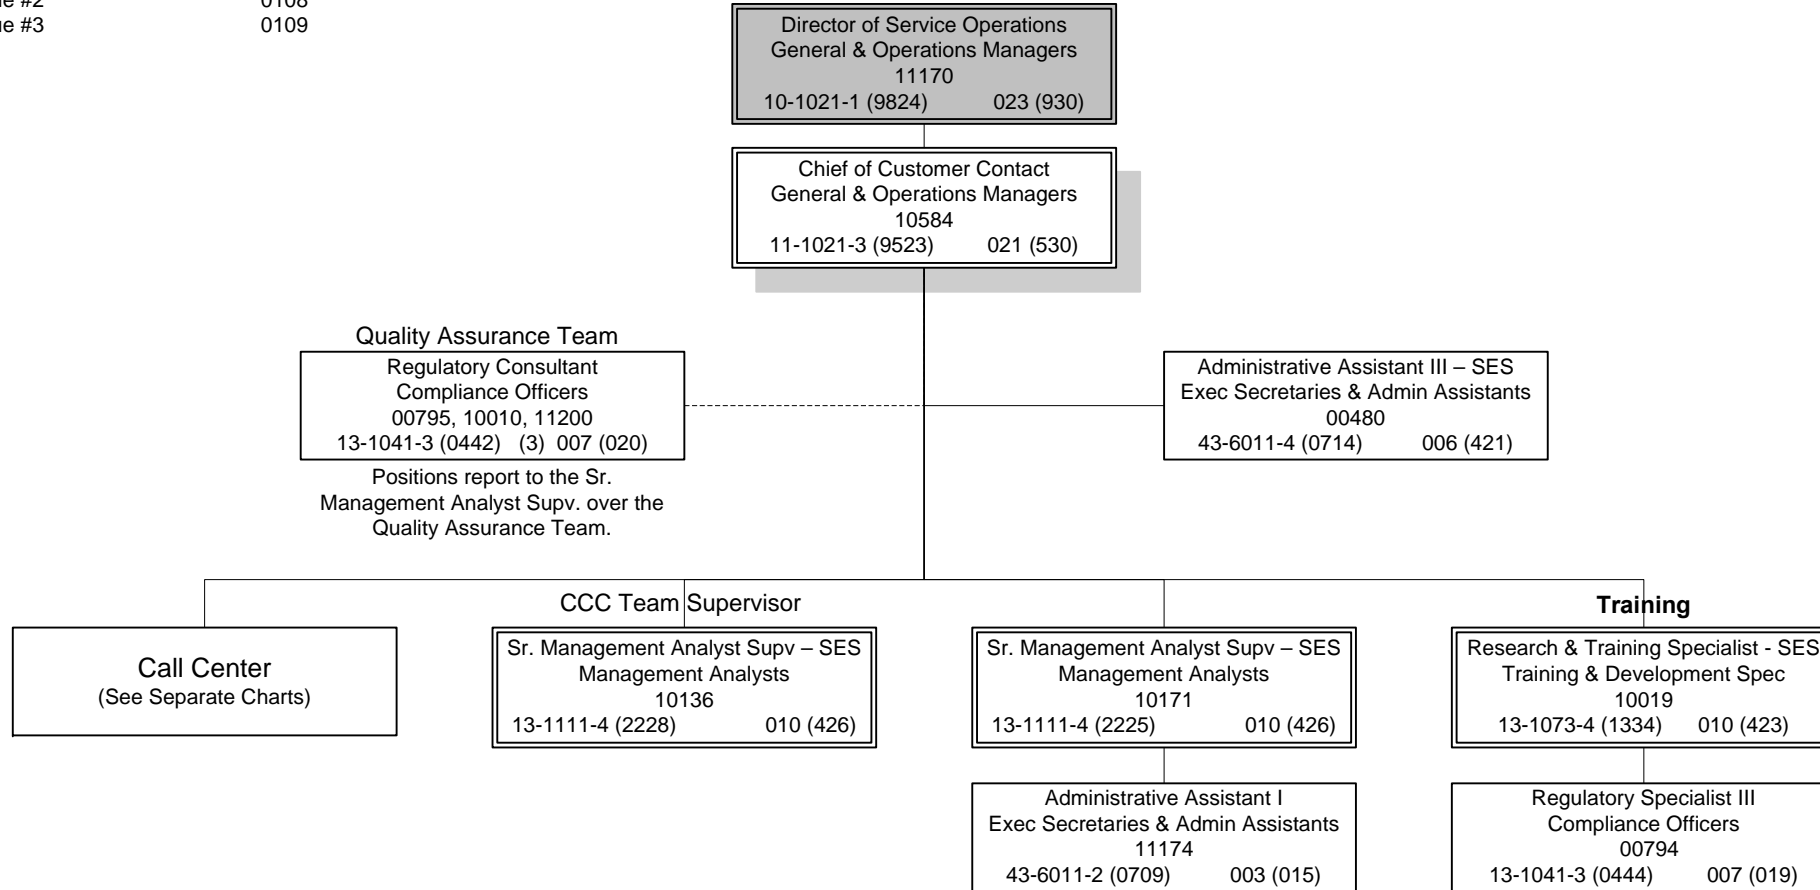 #2 0108
#3 0109
Director of Service Operations
General & Operations Managers
11170
10-1021-1 (9824) 023 (930)
Chief of Customer Contact
General & Operations Managers
10584
11-1021-3 (9523) 021 (530)
Quality Assurance Team
Regulatory Consultant
Compliance Officers
00795, 10010, 11200
13-1041-3 (0442) (3) 007 (020)
Positions report to the Sr.
Management Analyst Supv. over the
Quality Assurance Team.
Administrative Assistant III – SES
Exec Secretaries & Admin Assistants
00480
43-6011-4 (0714) 006 (421)
Call Center
(See Separate Charts)
CCC Team Supervisor
Sr. Management Analyst Supv – SES
Management Analysts
10136
13-1111-4 (2228) 010 (426)
Sr. Management Analyst Supv – SES
Management Analysts
10171
13-1111-4 (2225) 010 (426)
Administrative Assistant I
Exec Secretaries & Admin Assistants
11174
43-6011-2 (0709) 003 (015)
Training
Research & Training Specialist - SES
Training & Development Spec
10019
13-1073-4 (1334) 010 (423)
Regulatory Specialist III
Compliance Officers
00794
13-1041-3 (0444) 007 (019)